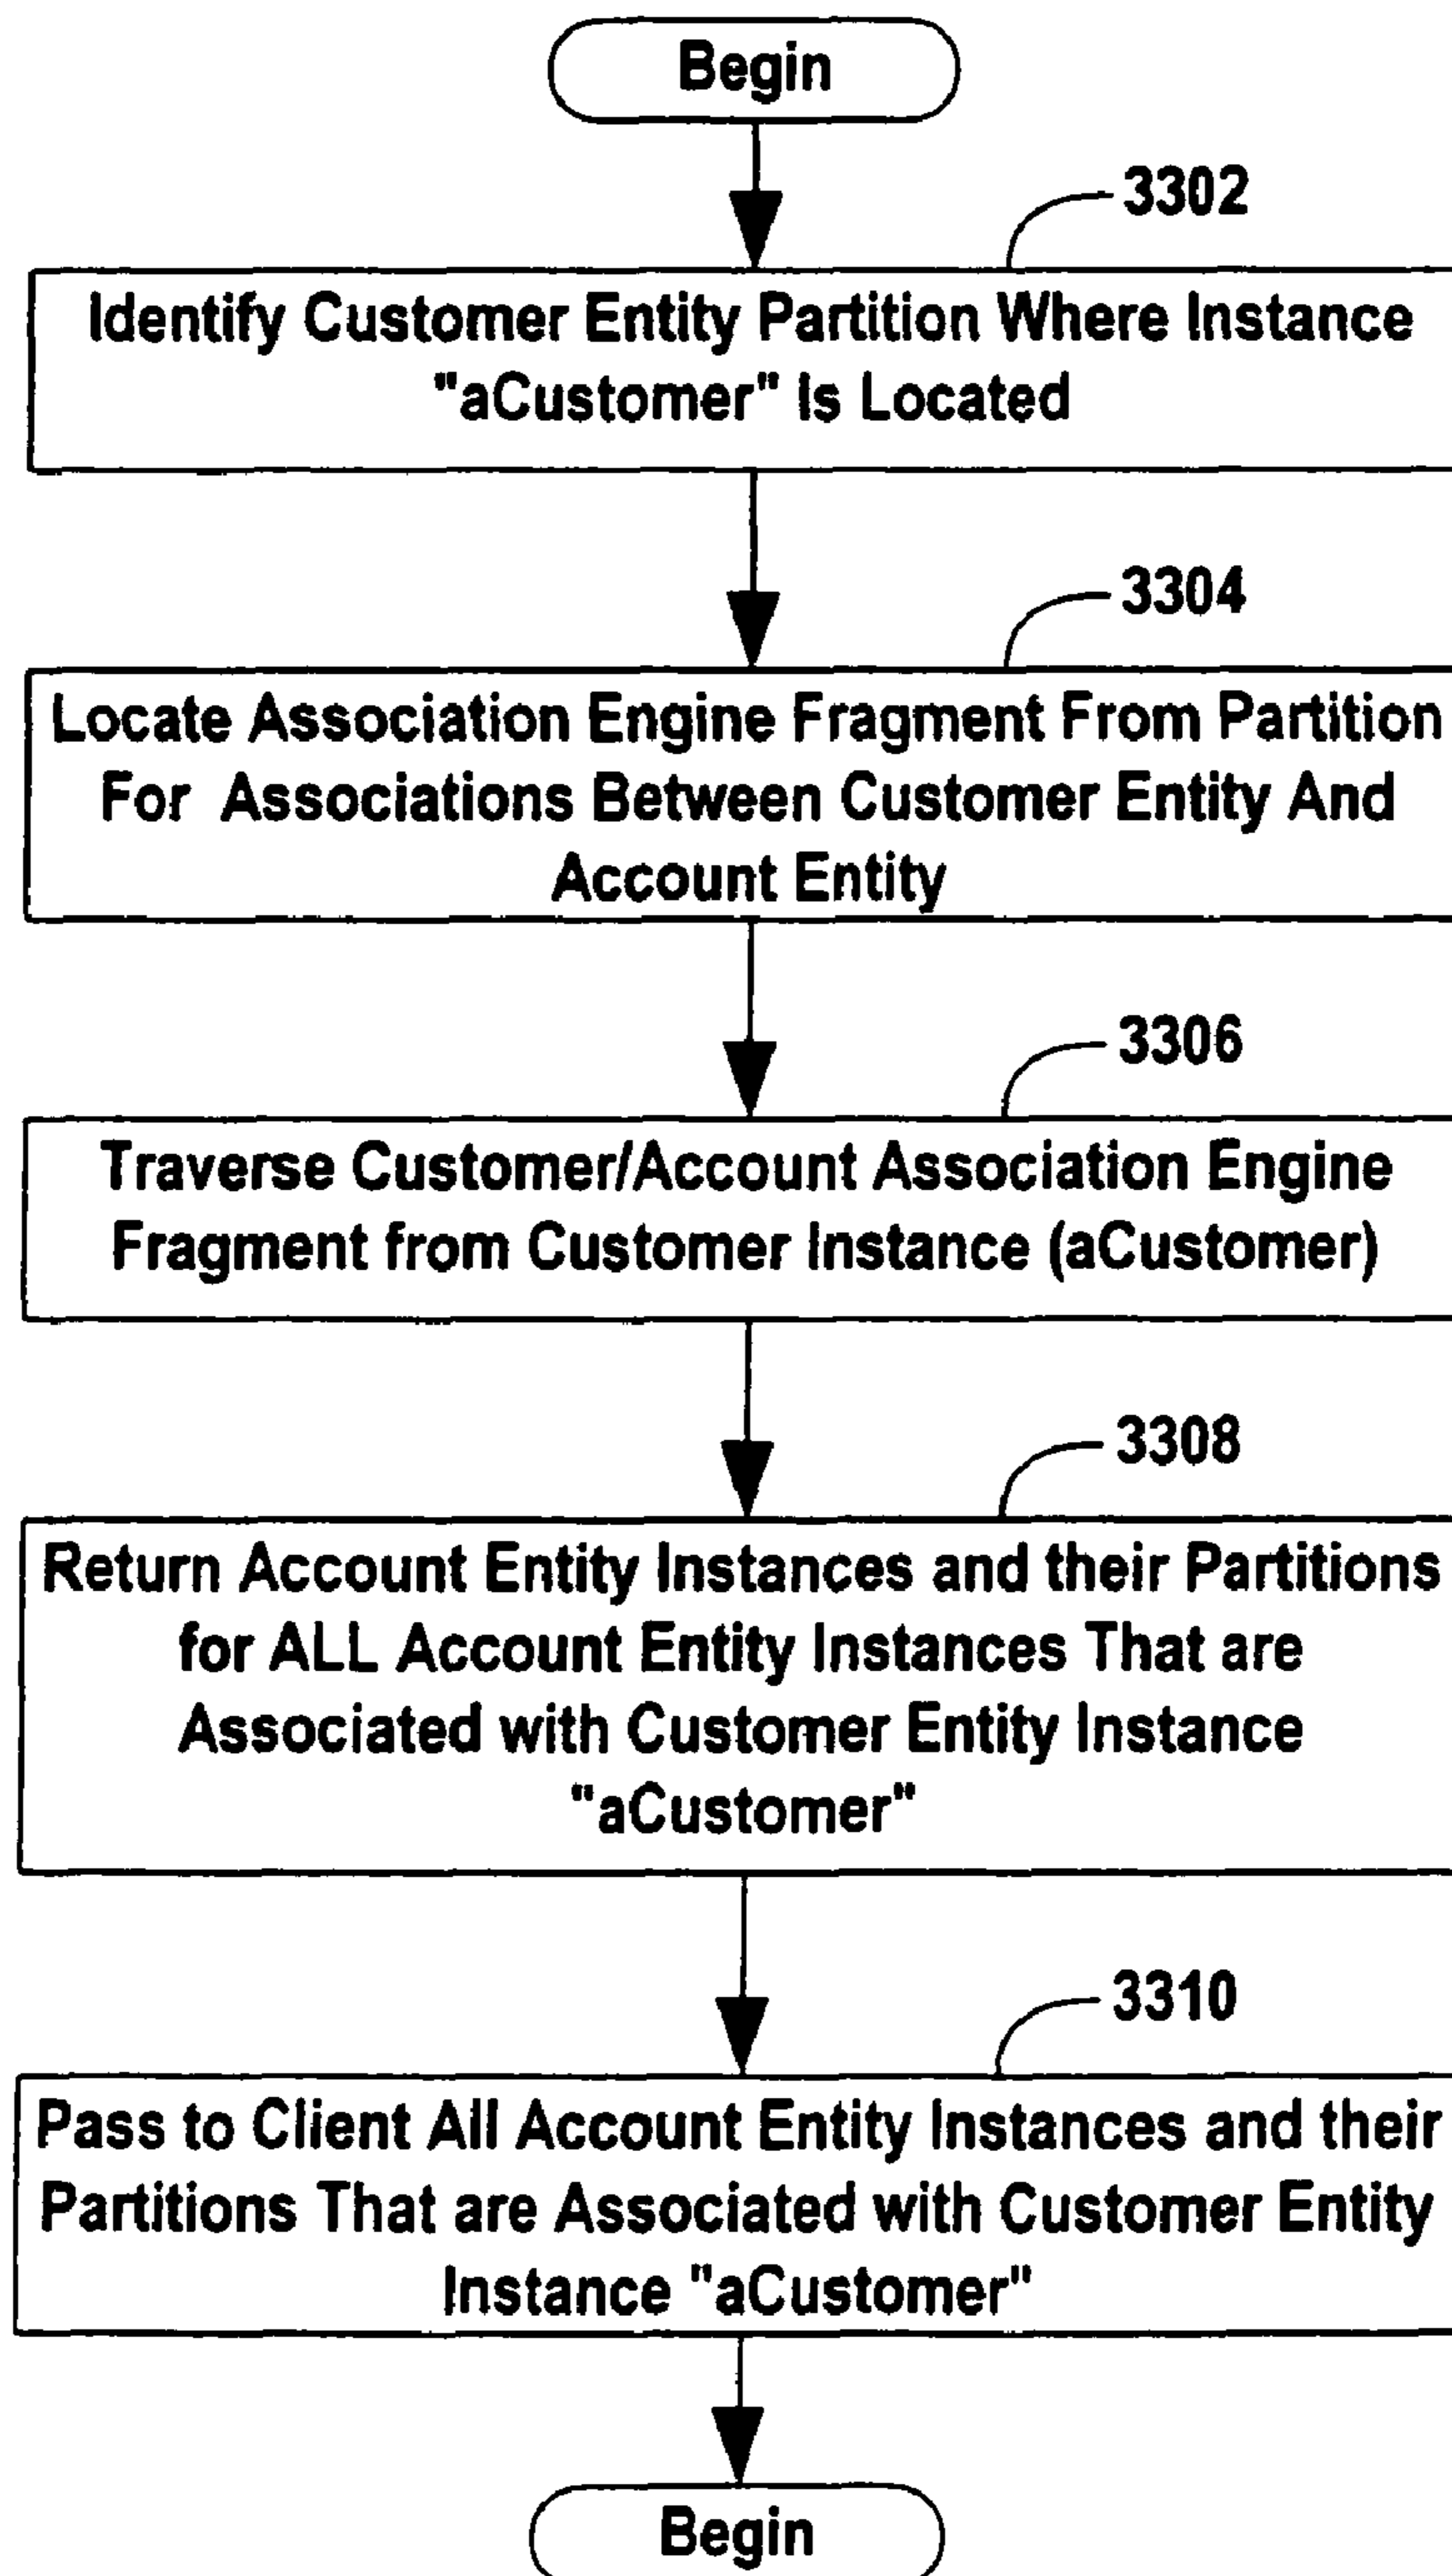 Begin
3302
Identify Customer Entity Partition Where Instance
"aCustomer" Is Located
3304
Locate Association Engine Fragment From Partition
For Associations Between Customer Entity And
Account Entity
3306
Traverse Customer/Account Association Engine
Fragment from Customer Instance (aCustomer)
3308
Return Account Entity Instances and their Partitions
for ALL Account Entity Instances That are
Associated with Customer Entity Instance
"aCustomer"
3310
Pass to Client All Account Entity Instances and their
Partitions That are Associated with Customer Entity
Instance "aCustomer"
Begin